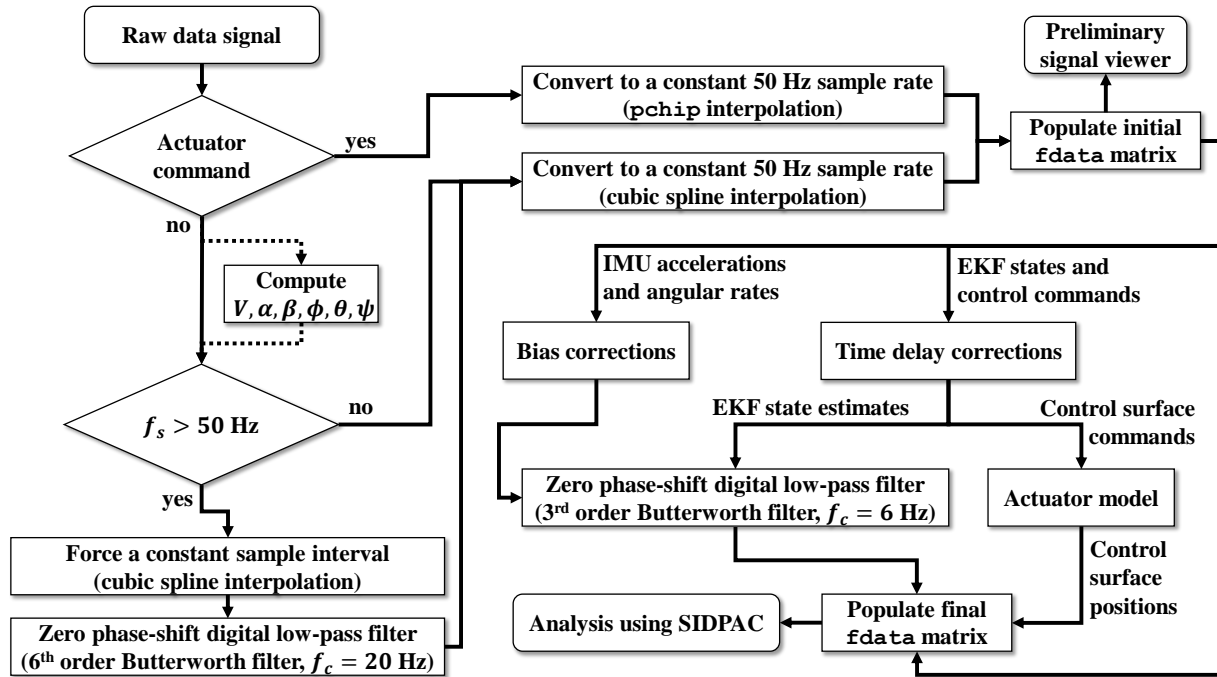 Raw data signal
Actuator
command
yes
no
Compute
V, α, β, ϕ, θ, ψ
f_s > 50 Hz
no
yes
Force a constant sample interval
(cubic spline interpolation)
Zero phase-shift digital low-pass filter
(6th order Butterworth filter, f_c = 20 Hz)
Convert to a constant 50 Hz sample rate
(pchip interpolation)
Convert to a constant 50 Hz sample rate
(cubic spline interpolation)
Preliminary
signal viewer
Populate initial
fdata matrix
IMU accelerations
and angular rates
EKF states and
control commands
Bias corrections
Time delay corrections
EKF state estimates
Control surface
commands
Zero phase-shift digital low-pass filter
(3rd order Butterworth filter, f_c = 6 Hz)
Actuator model
Control
surface
positions
Analysis using SIDPAC
Populate final
fdata matrix